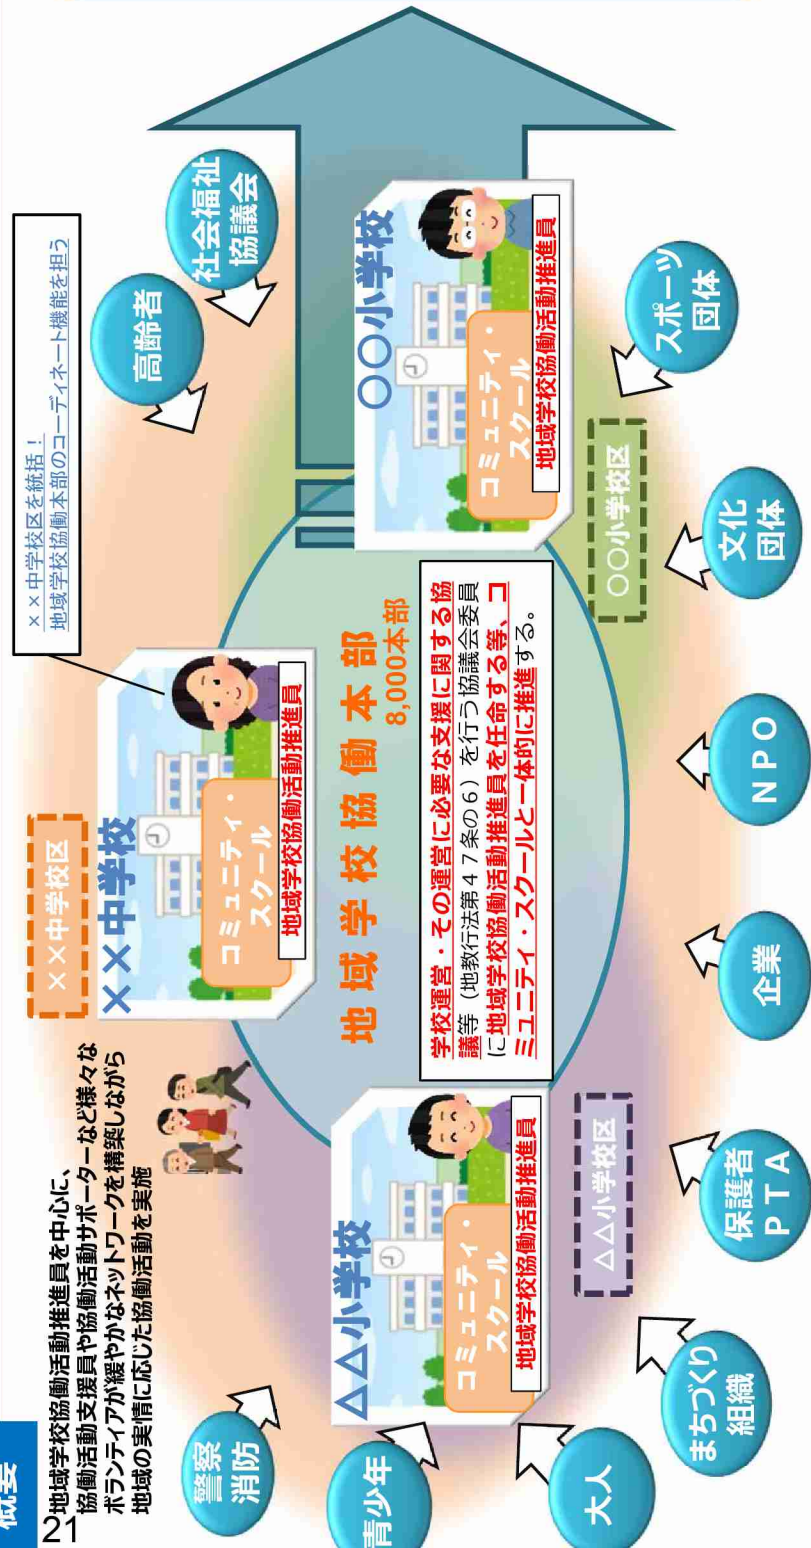 概要
21
地域学校協働活動推進員を中心に、
協働活動支援員や協働活動サポーターなど様々な
ボランティアが緩やかなネットワークを構築しながら
地域の実情に応じた協働活動を実施
××中学校区
××中学校
コミュニティ・
スクール
地域学校協働活動推進員
××中学校区を統括！
地域学校協働本部のコーディネート機能を担う
高齢者
社会福祉
協議会
警察
消防
青少年
大人
△△小学校
コミュニティ・
スクール
地域学校協働活動推進員
△△小学校区
地域学校協働本部
8,000本部
学校運営・その運営に必要な支援に関する協
議等（地教行法第４７条の６）を行う協議会委員
に地域学校協働活動推進員を任命する等、コ
ミュニティ・スクールと一体的に推進する。
〇〇小学校
コミュニティ・
スクール
地域学校協働活動推進員
〇〇小学校区
まちづくり
組織
保護者
ＰＴＡ
企業
ＮＰＯ
文化
団体
スポーツ
団体